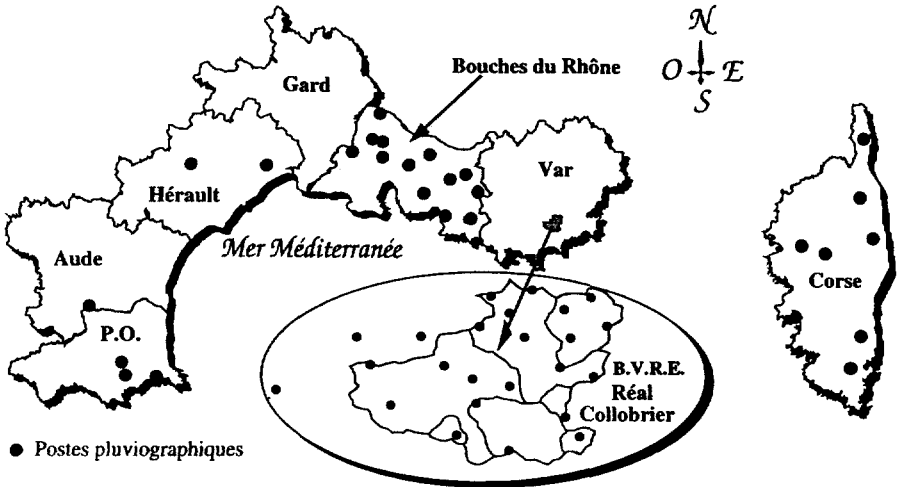 N
O E
S
Gard
Bouches du Rhône
Var
Hérault
Mer Méditerranée
Aude
Corse
P.O.
B.V.R.E.
Réal
Collobrier
Postes pluviographiques